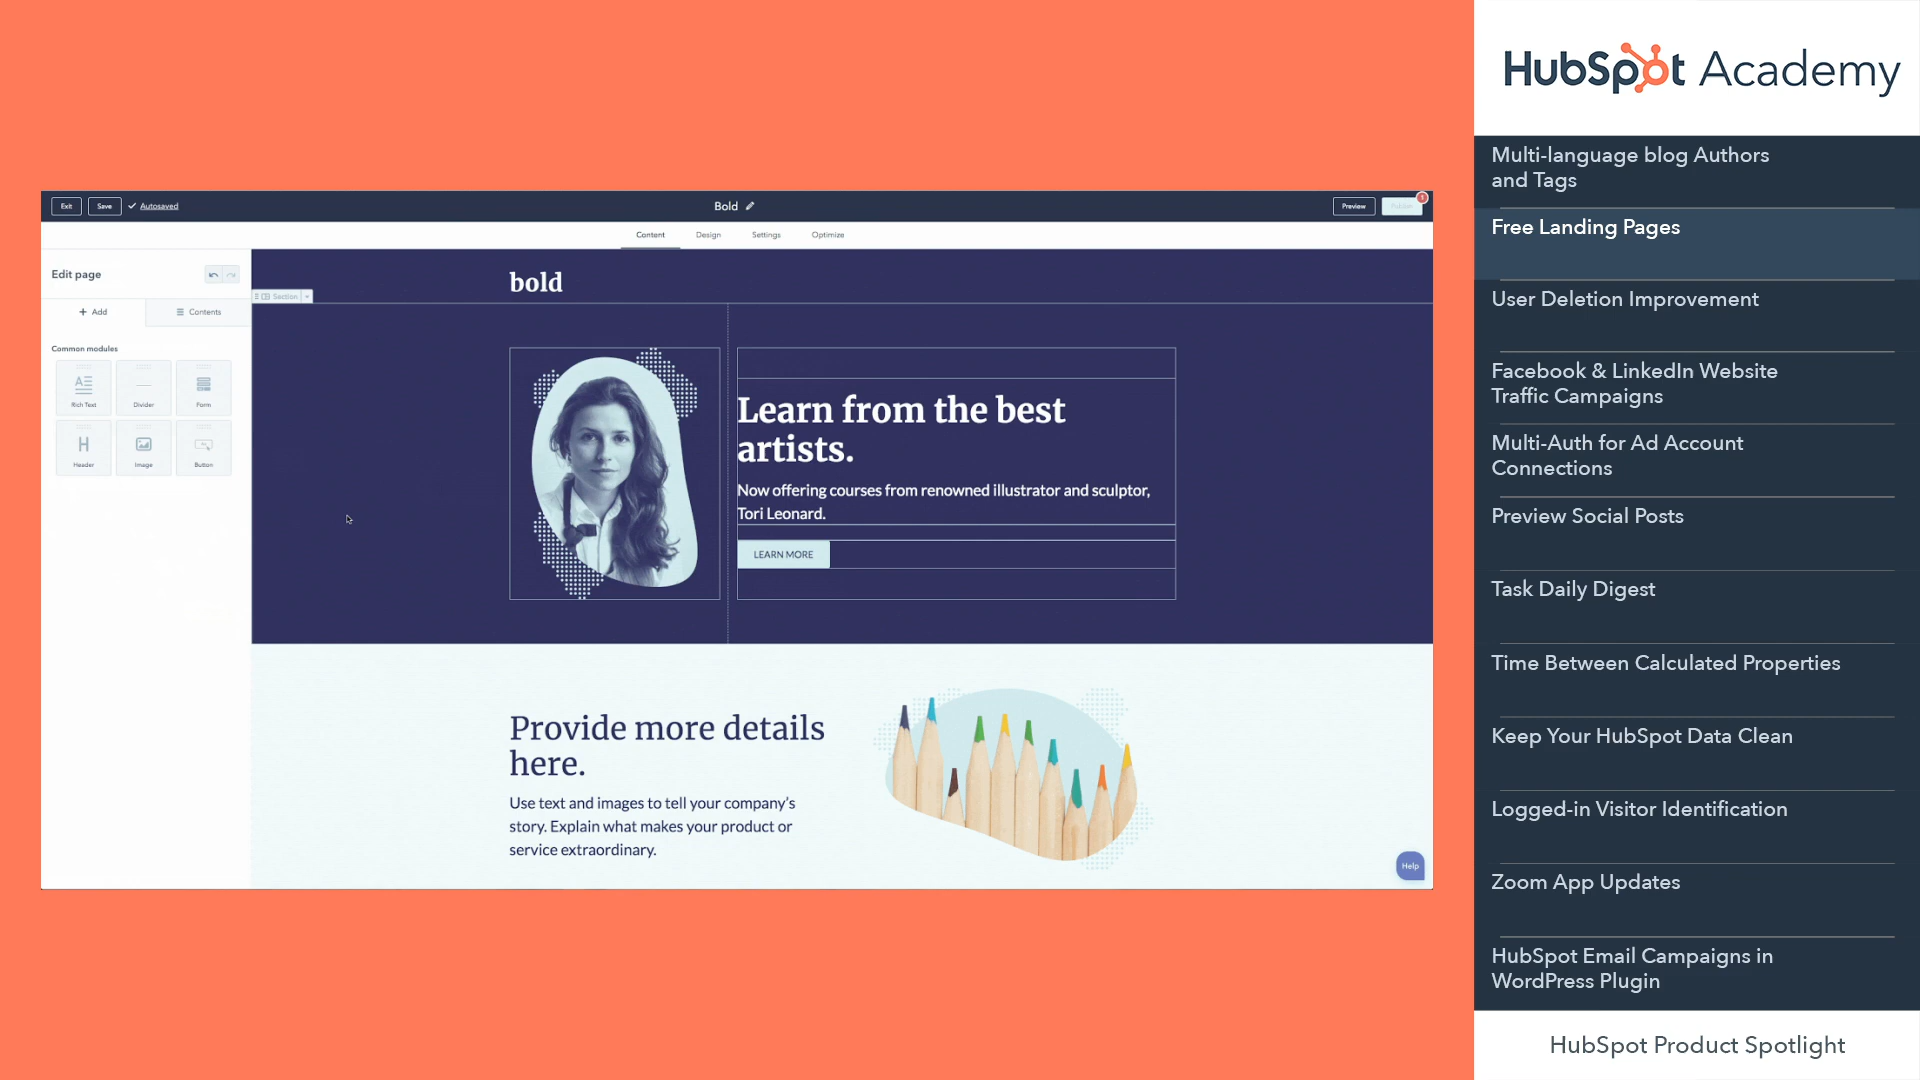 HubSpot Academy
Exit
Save
Autosaved
Bold
Preview
1
Content
Design
Settings
Optimize
Edit page
Add
Contents
Common modules
Rich Text
Divider
Form
Header
Image
Button
Section
bold
Learn from the best
artists.
Now offering courses from renowned illustrator and sculptor,
Tori Leonard.
LEARN MORE
Provide more details
here.
Use text and images to tell your company's
story. Explain what makes your product or
service extraordinary.
Help
Multi-language blog Authors
and Tags
Free Landing Pages
User Deletion Improvement
Facebook & LinkedIn Website
Traffic Campaigns
Multi-Auth for Ad Account
Connections
Preview Social Posts
Task Daily Digest
Time Between Calculated Properties
Keep Your HubSpot Data Clean
Logged-in Visitor Identification
Zoom App Updates
HubSpot Email Campaigns in
WordPress Plugin
HubSpot Product Spotlight